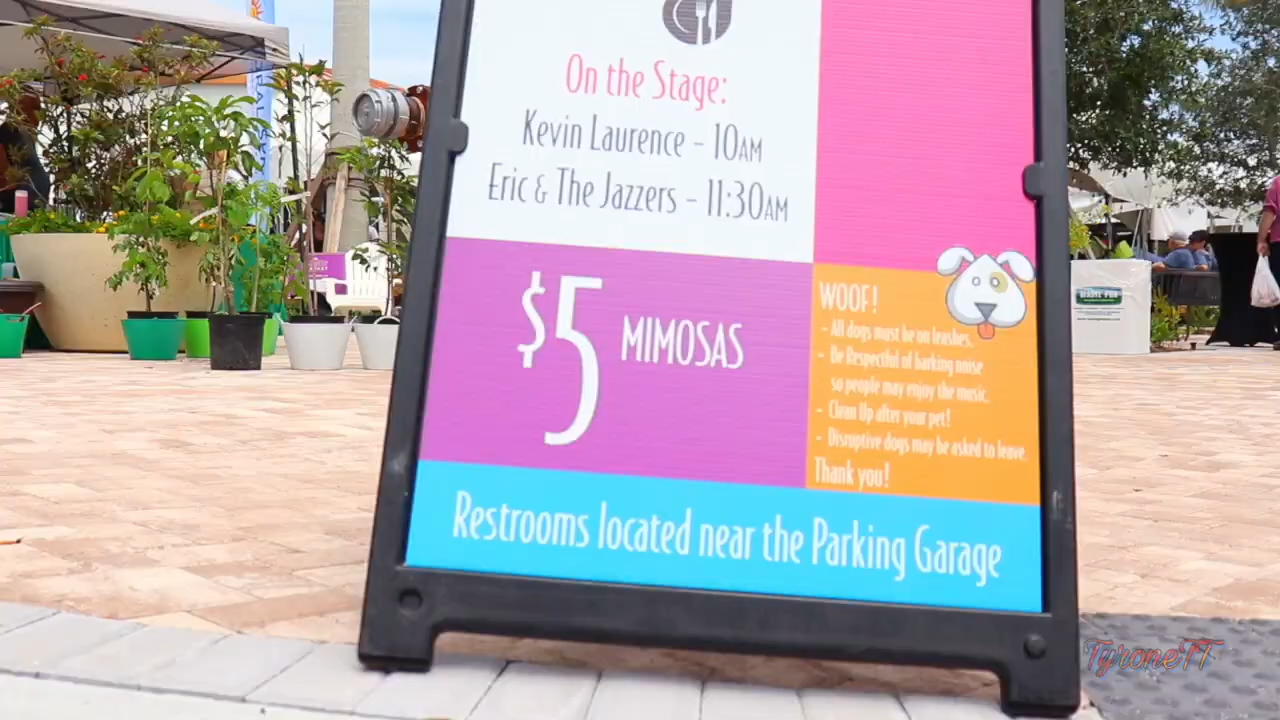 On the Stage:
Kevin Laurence - 10AM
Eric & The Jazzers - 11:30AM
$5 MIMOSAS
WOOF!
- All dogs must be on leashes.
- Be Respectful of barking noise
so people may enjoy the music.
- Clean Up after your pet!
- Disruptive dogs may be asked to leave.
Thank you!
Restrooms located near the Parking Garage
TyroneTT